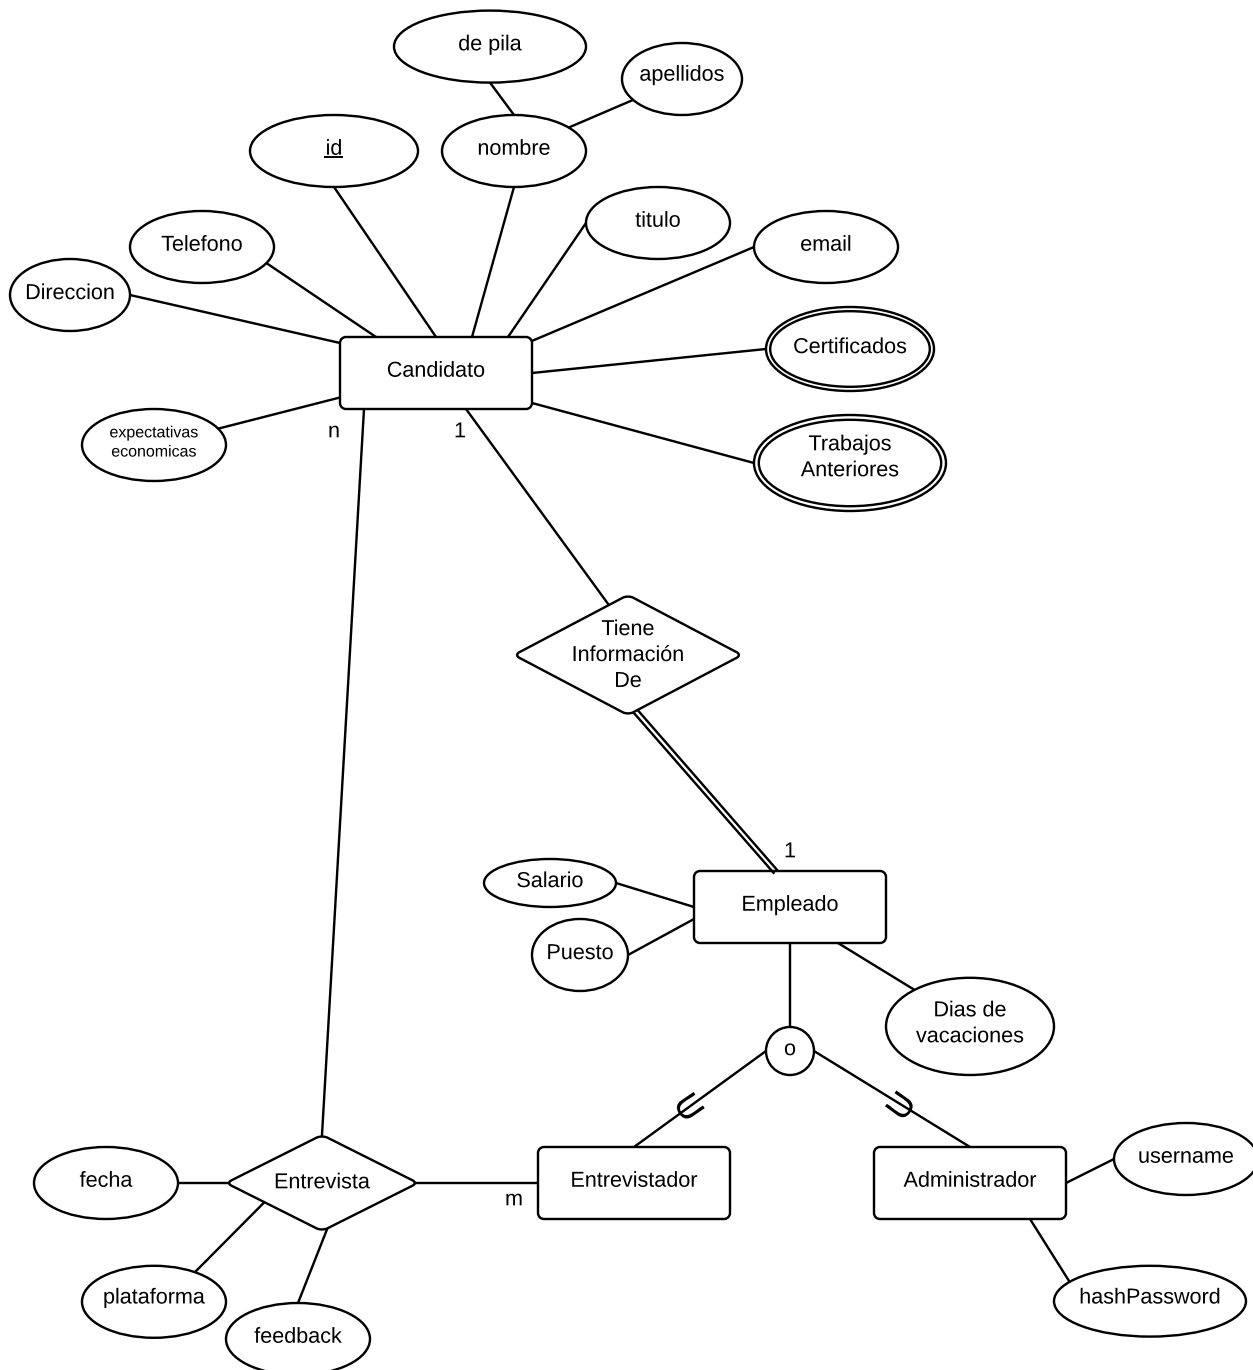 de pila
apellidos
id
nombre
titulo
Telefono
email
Direccion
Certificados
Candidato
expectativas
economicas
n
1
Trabajos
Anteriores
Tiene
Información
De
1
Salario
Empleado
Puesto
Dias de
vacaciones
o
fecha
Entrevista
m
Entrevistador
Administrador
username
plataforma
feedback
hashPassword